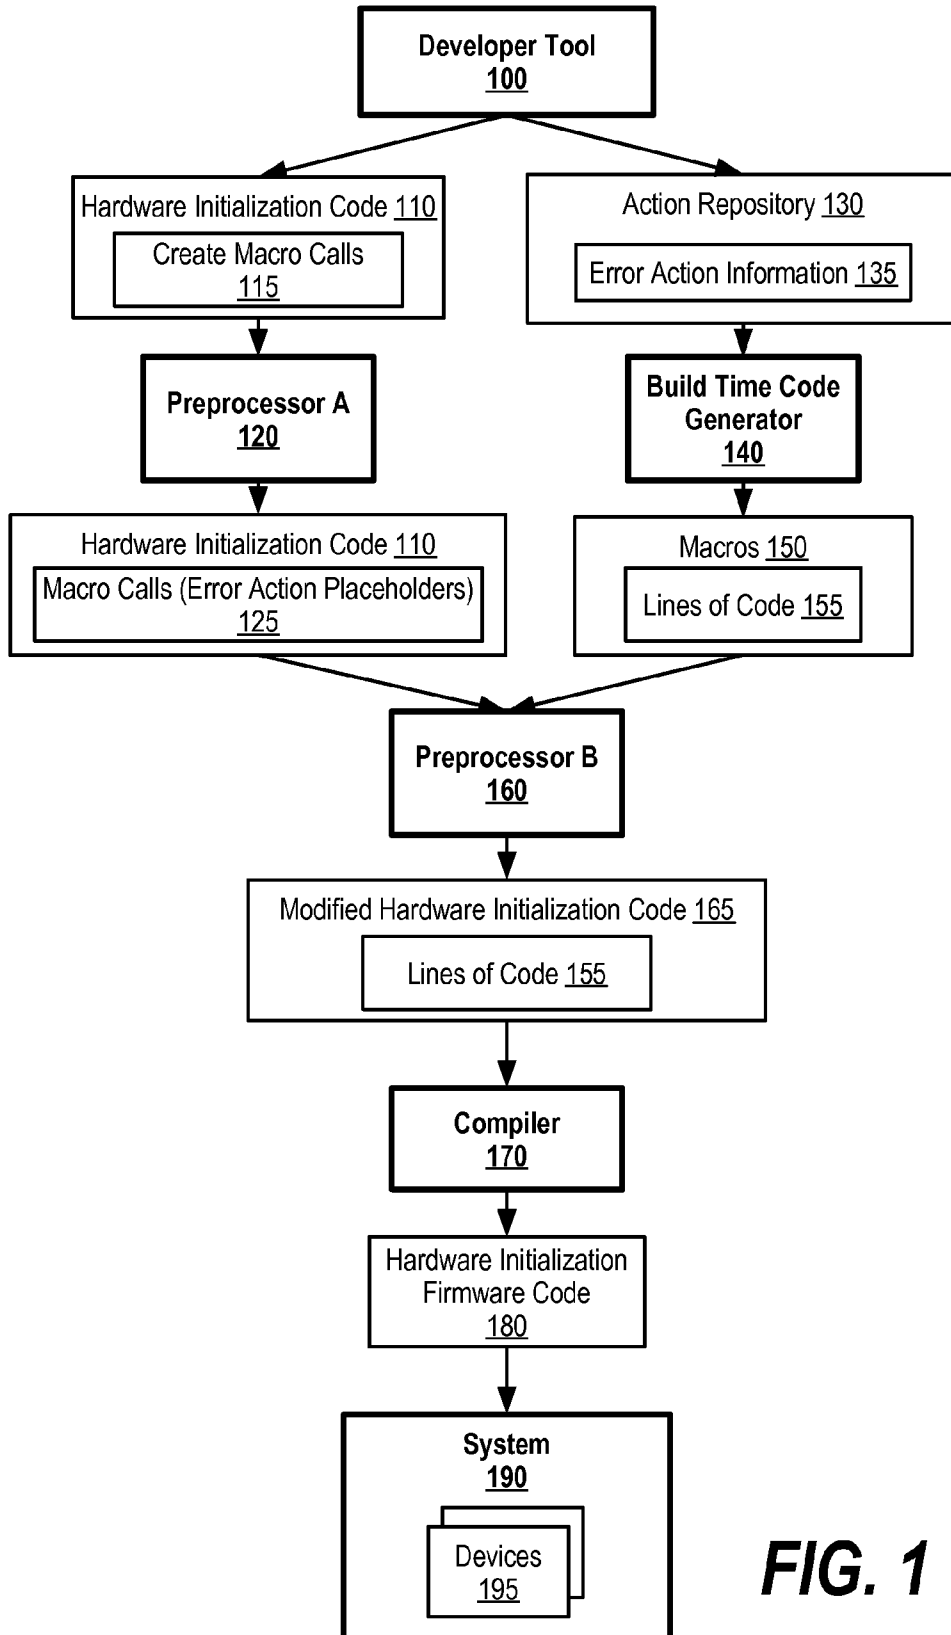 Developer Tool
100
Hardware Initialization Code 110
Create Macro Calls
115
Action Repository 130
Error Action Information 135
Preprocessor A
120
Build Time Code
Generator
140
Hardware Initialization Code 110
Macro Calls (Error Action Placeholders)
125
Macros 150
Lines of Code 155
Preprocessor B
160
Modified Hardware Initialization Code 165
Lines of Code 155
Compiler
170
Hardware Initialization
Firmware Code
180
System
190
Devices
195
FIG. 1